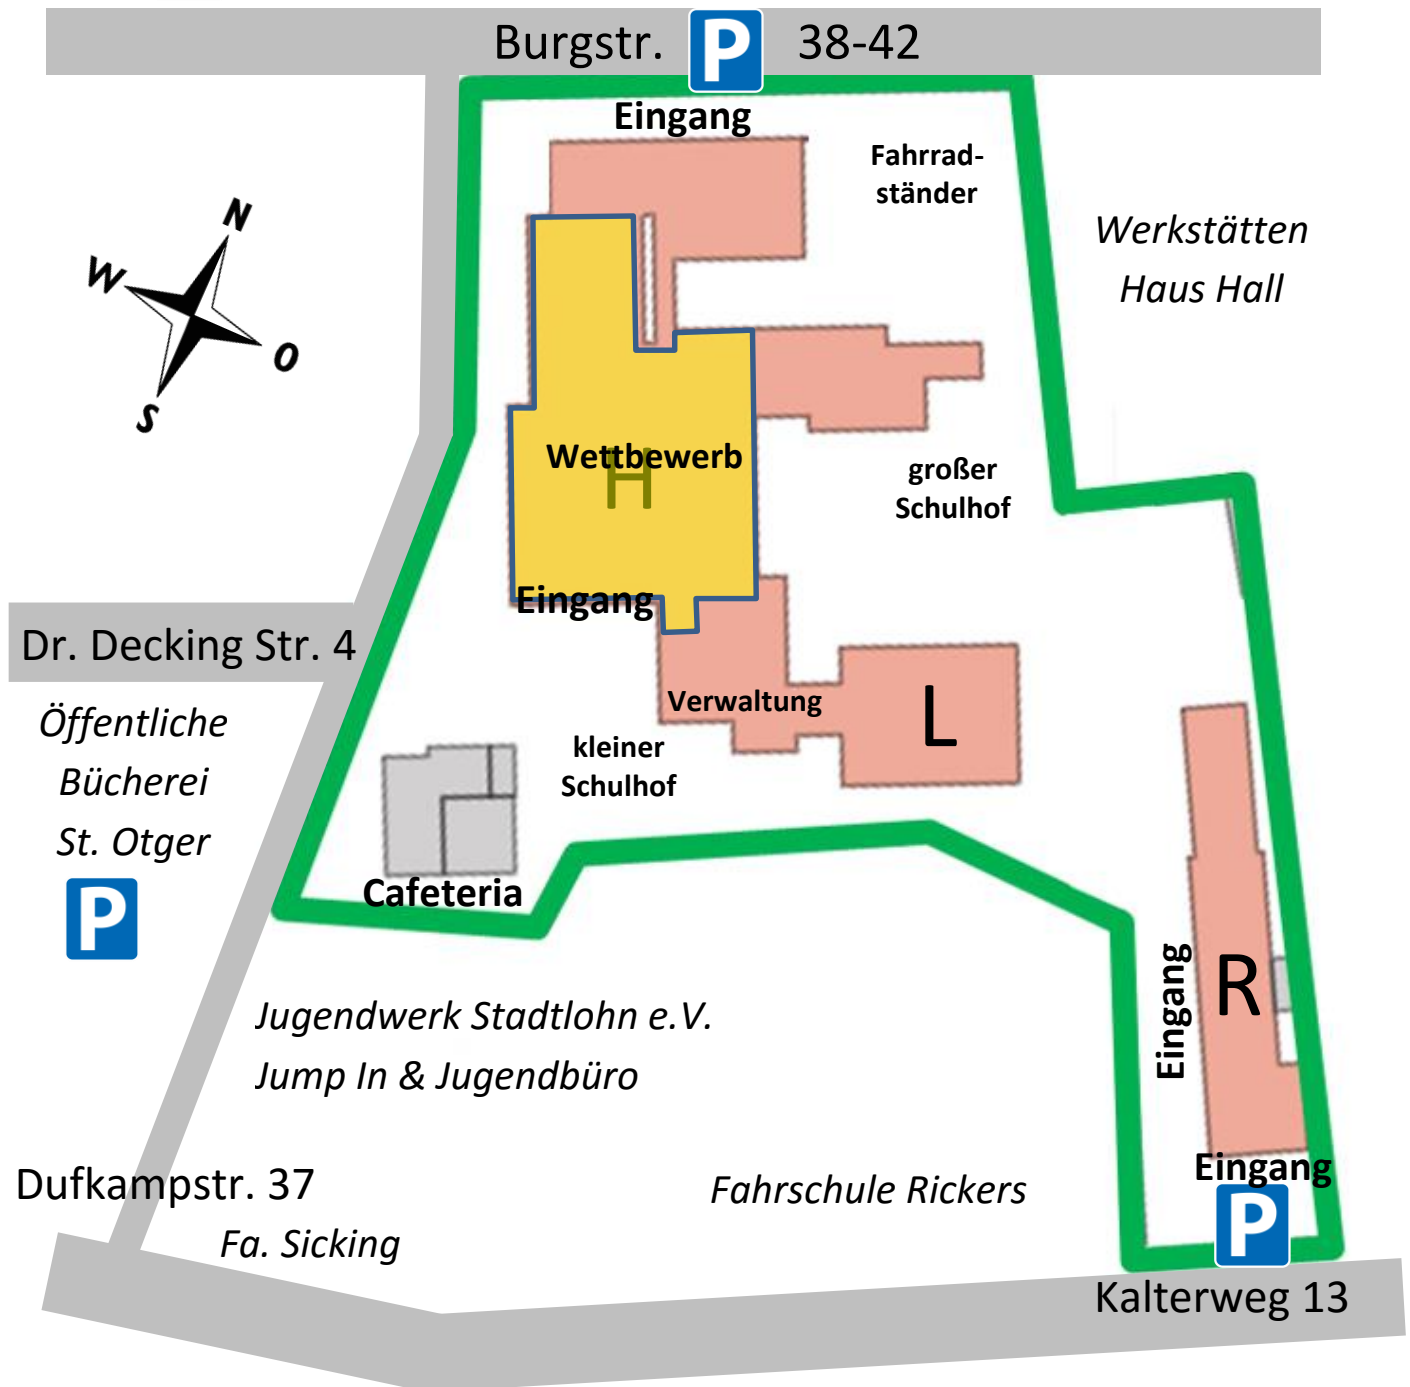 Burgstr. P 38-42
Eingang
Fahrrad-
ständer
Werkstätten
Haus Hall
N
W
O
S
Wettbewerb
H
großer
Schulhof
Eingang
Dr. Decking Str. 4
Öffentliche
Bücherei
St. Otger
P
Verwaltung
L
kleiner
Schulhof
Cafeteria
Eingang
R
Jugendwerk Stadtlohn e.V.
Jump In & Jugendbüro
Dufkampstr. 37
Fa. Sicking
Fahrschule Rickers
Eingang
P
Kalterweg 13